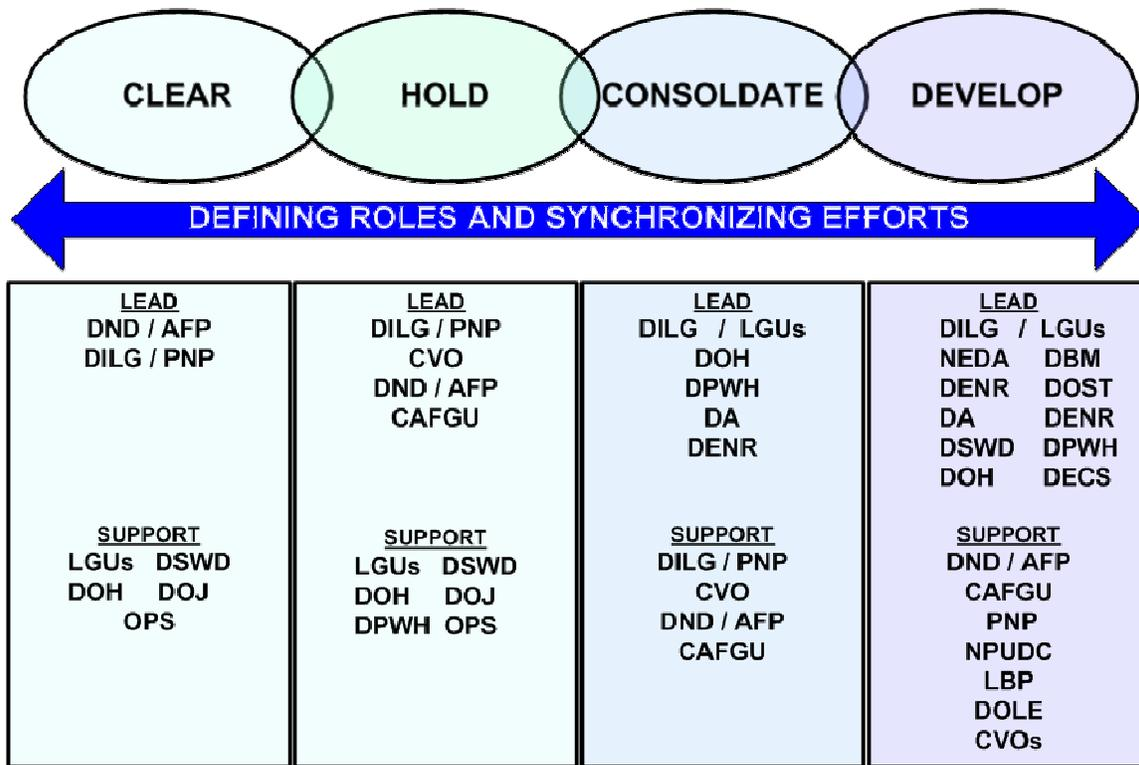 CLEAR
HOLD
CONSOLDATE
DEVELOP
DEFINING ROLES AND SYNCHRONIZING EFFORTS
LEAD
DND / AFP
DILG / PNP
SUPPORT
LGUs DSWD
DOH DOJ
OPS
LEAD
DILG / PNP
CVO
DND / AFP
CAFGU
SUPPORT
LGUs DSWD
DOH DOJ
DPWH OPS
LEAD
DILG / LGUs
DOH
DPWH
DA
DENR
SUPPORT
DILG / PNP
CVO
DND / AFP
CAFGU
LEAD
DILG / LGUs
NEDA DBM
DENR DOST
DA DENR
DSWD DPWH
DOH DECS
SUPPORT
DND / AFP
CAFGU
PNP
NPUDC
LBP
DOLE
CVOs